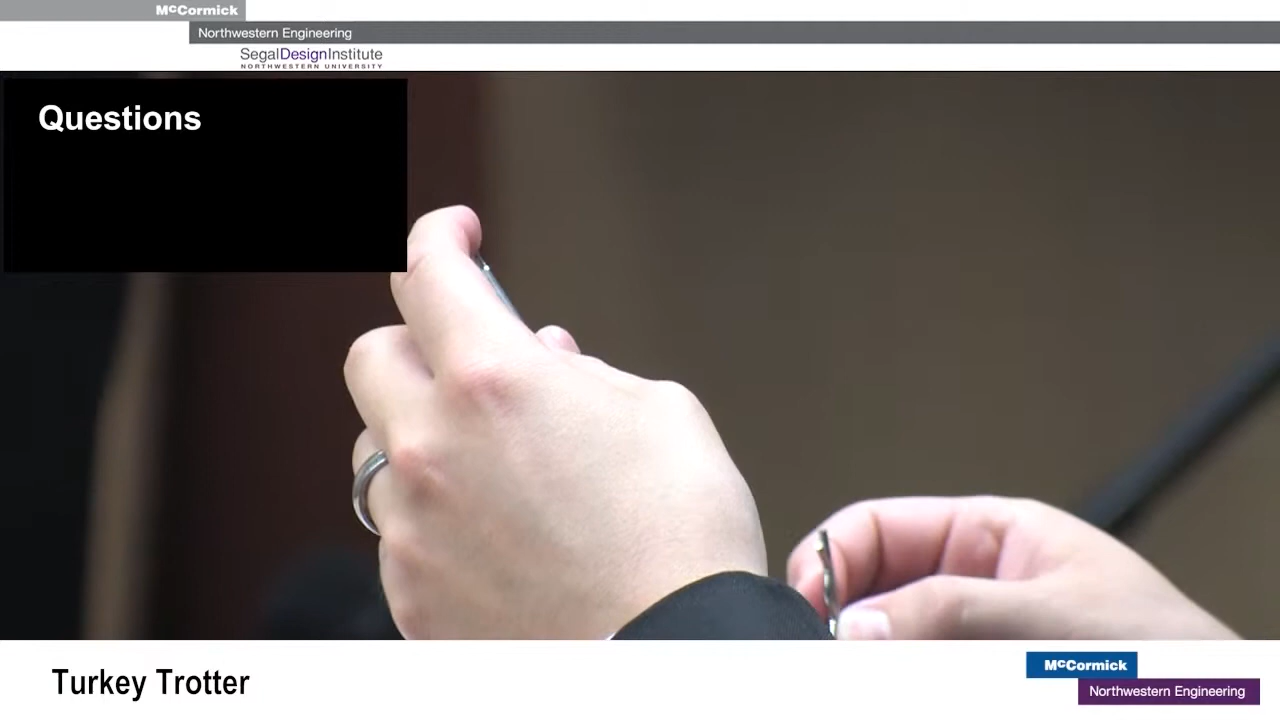 McCormick
Northwestern Engineering
SegalDesignInstitute
NORTHWESTERN UNIVERSITY
Questions
Turkey Trotter
McCormick
Northwestern Engineering